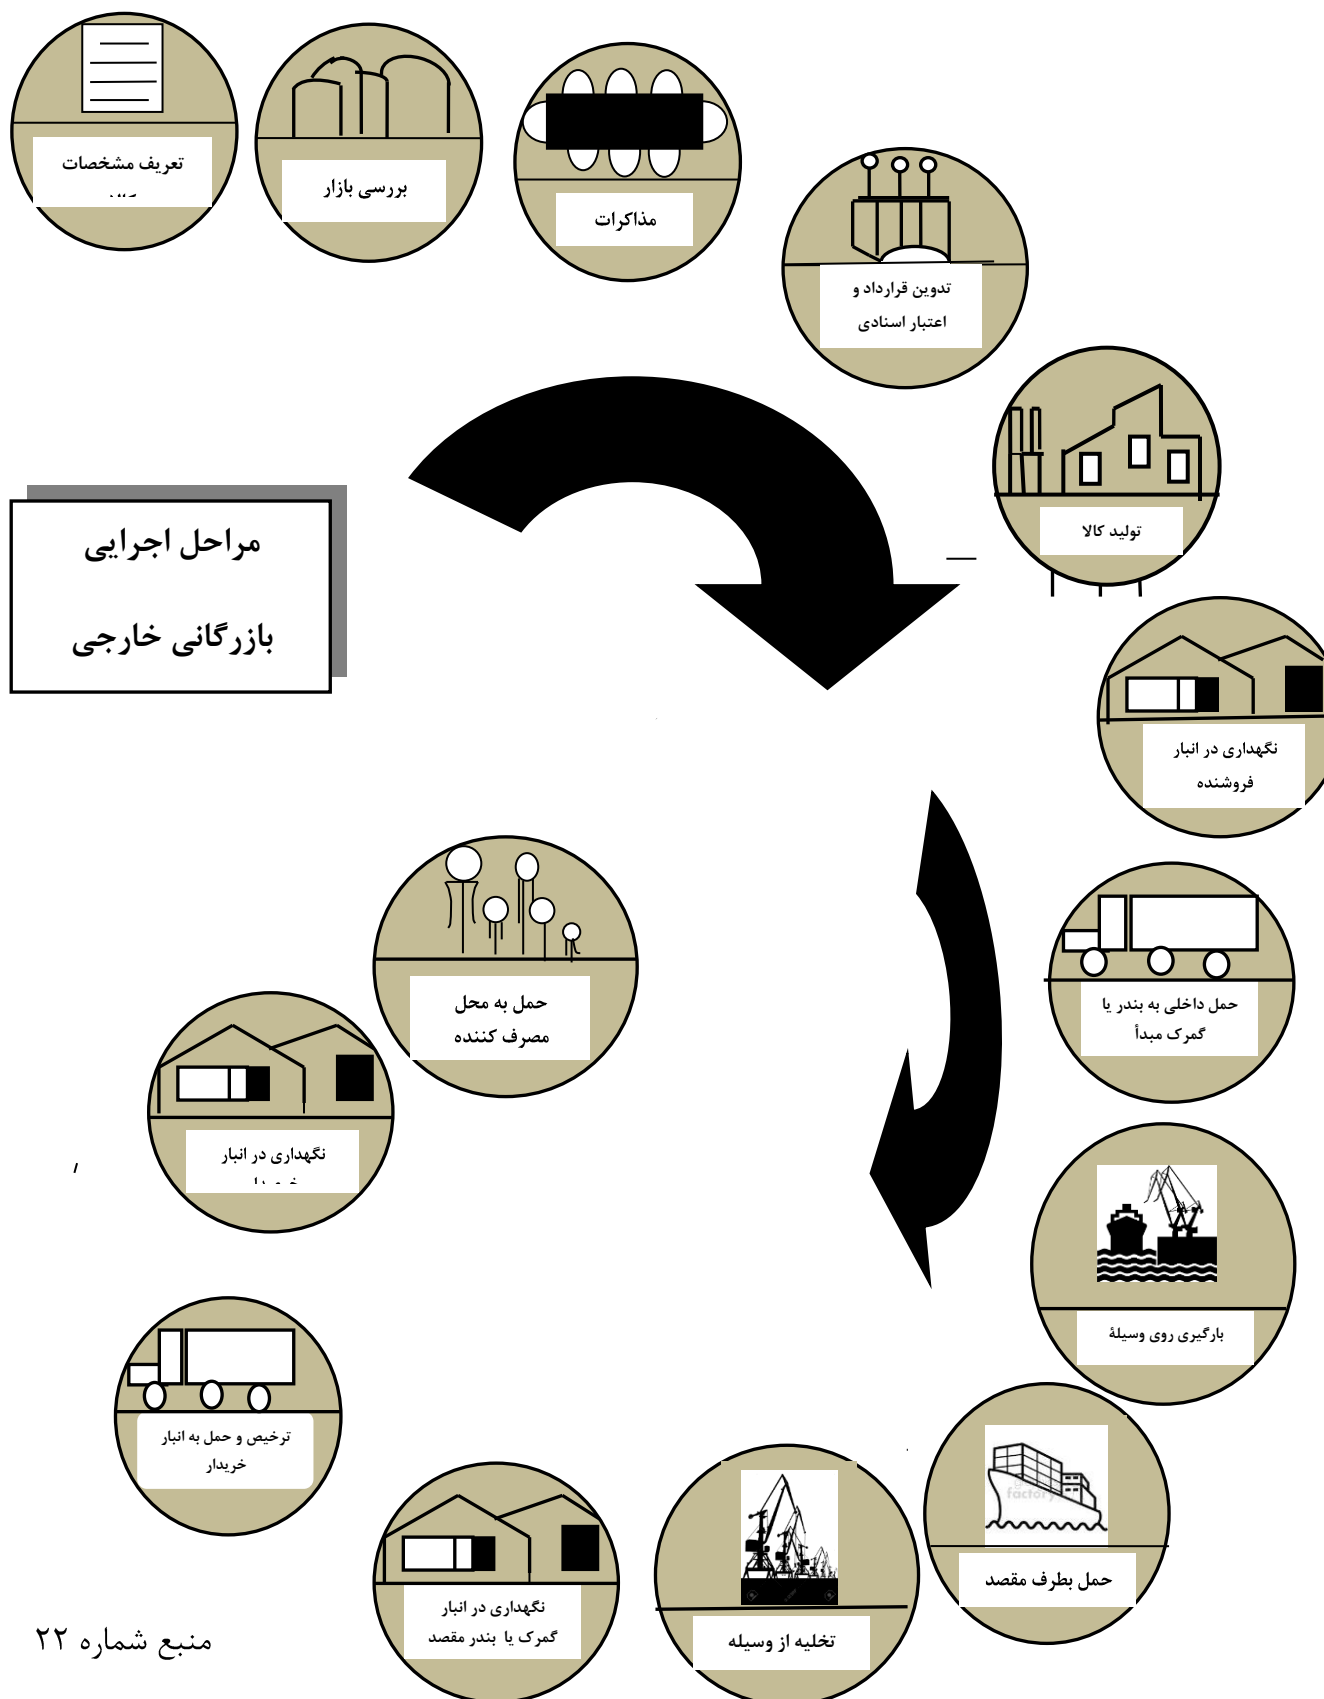 تعریف مشخصات
بررسی بازار
مذاکرات
تدوین قرارداد و
اعتبار اسنادی
تولید کالا
مراحل اجرایی
بازرگانی خارجی
نگهداری در انبار
فروشنده
حمل داخلی به بندر یا
گمرک مبدأ
بارگیری روی وسیلهٔ
حمل بطرف مقصد
factory
تخلیه از وسیله
نگهداری در انبار
گمرک یا بندر مقصد
ترخیص و حمل به انبار
خریدار
نگهداری در انبار
حمل به محل
مصرف کننده
منبع شماره ۲۲